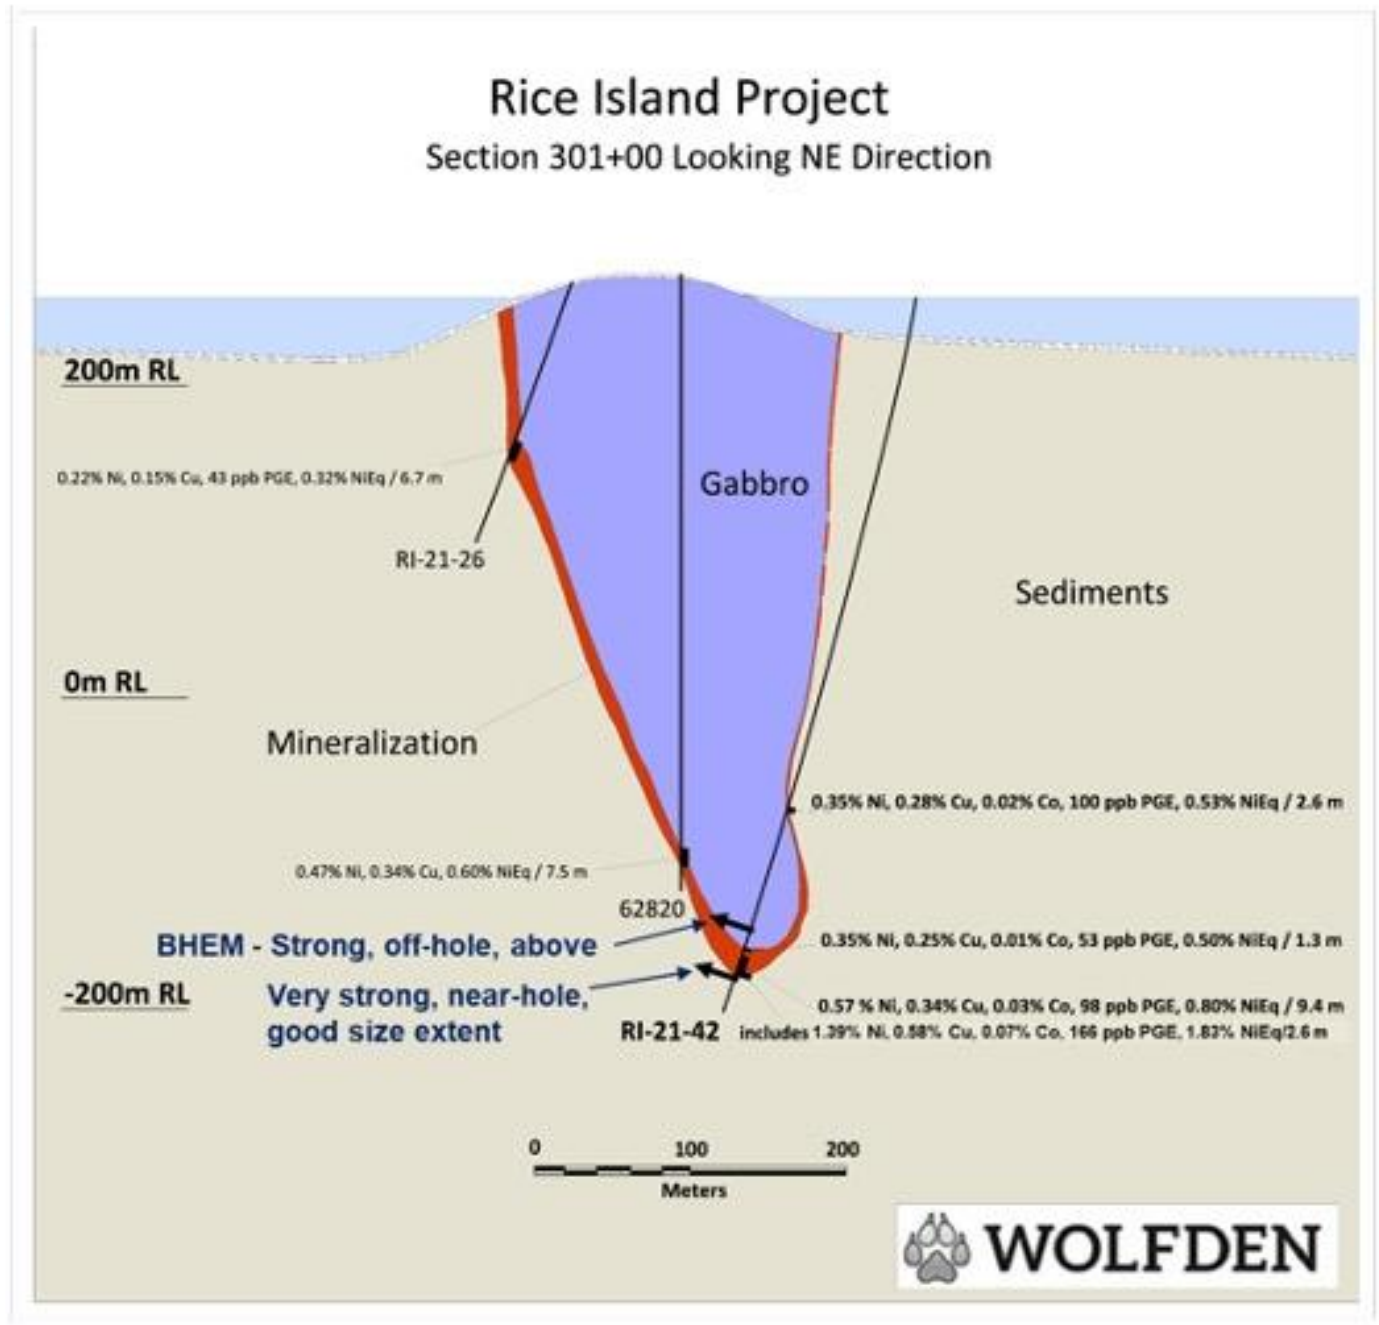 Rice Island Project
Section 301+00 Looking NE Direction
200m RL
0.22% Ni, 0.15% Cu, 43 ppb PGE, 0.32% NiEq / 6.7 m
Gabbro
RI-21-26
Sediments
0m RL
Mineralization
0.35% Ni, 0.28% Cu, 0.02% Co, 100 ppb PGE, 0.53% NiEq / 2.6 m
0.47% Ni, 0.34% Cu, 0.60% NiEq / 7.5 m
62820
BHEM - Strong, off-hole, above
0.35% Ni, 0.25% Cu, 0.01% Co, 53 ppb PGE, 0.50% NiEq / 1.3 m
-200m RL
Very strong, near-hole,
good size extent
0.57 % Ni, 0.34% Cu, 0.03% Co, 98 ppb PGE, 0.80% NiEq / 9.4 m
RI-21-42
includes 1.39% Ni, 0.58% Cu, 0.07% Co, 166 ppb PGE, 1.83% NiEq/2.6 m
0 100 200
Meters
WOLFDEN